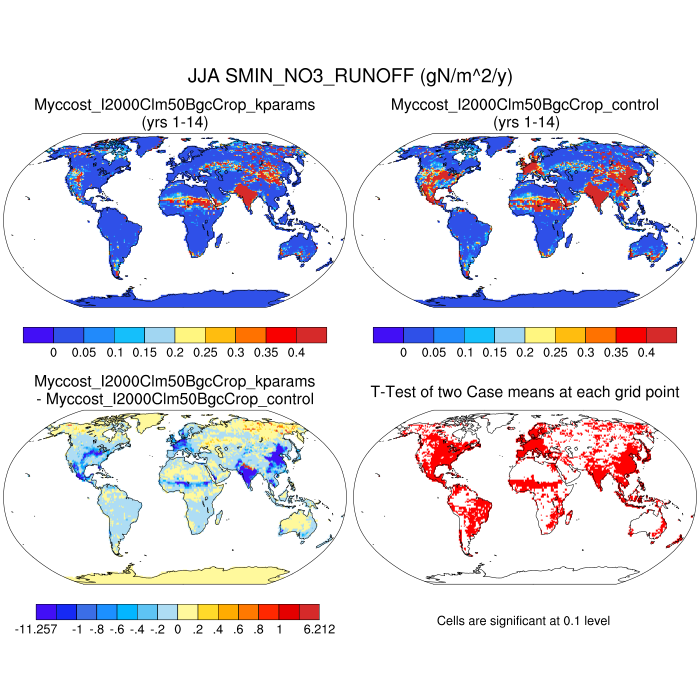 JJA SMIN_NO3_RUNOFF (gN/m^2/y)
Myccost_I2000Clm50BgcCrop_kparams
(yrs 1-14)
Myccost_I2000Clm50BgcCrop_control
(yrs 1-14)
0 0.05 0.1 0.15 0.2 0.25 0.3 0.35 0.4
0 0.05 0.1 0.15 0.2 0.25 0.3 0.35 0.4
Myccost_I2000Clm50BgcCrop_kparams
- Myccost_I2000Clm50BgcCrop_control
T-Test of two Case means at each grid point
-11.257 -1 -.8 -.6 -.4 -.2 0 .2 .4 .6 .8 1 6.212
Cells are significant at 0.1 level